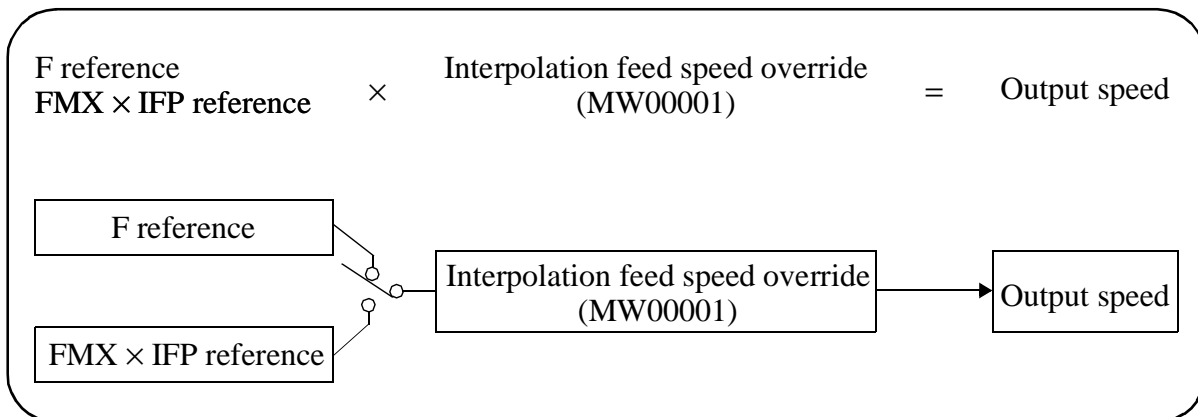 F reference
FMX × IFP reference × Interpolation feed speed override (MW00001) = Output speed
F reference
Interpolation feed speed override
(MW00001)
Output speed
FMX × IFP reference